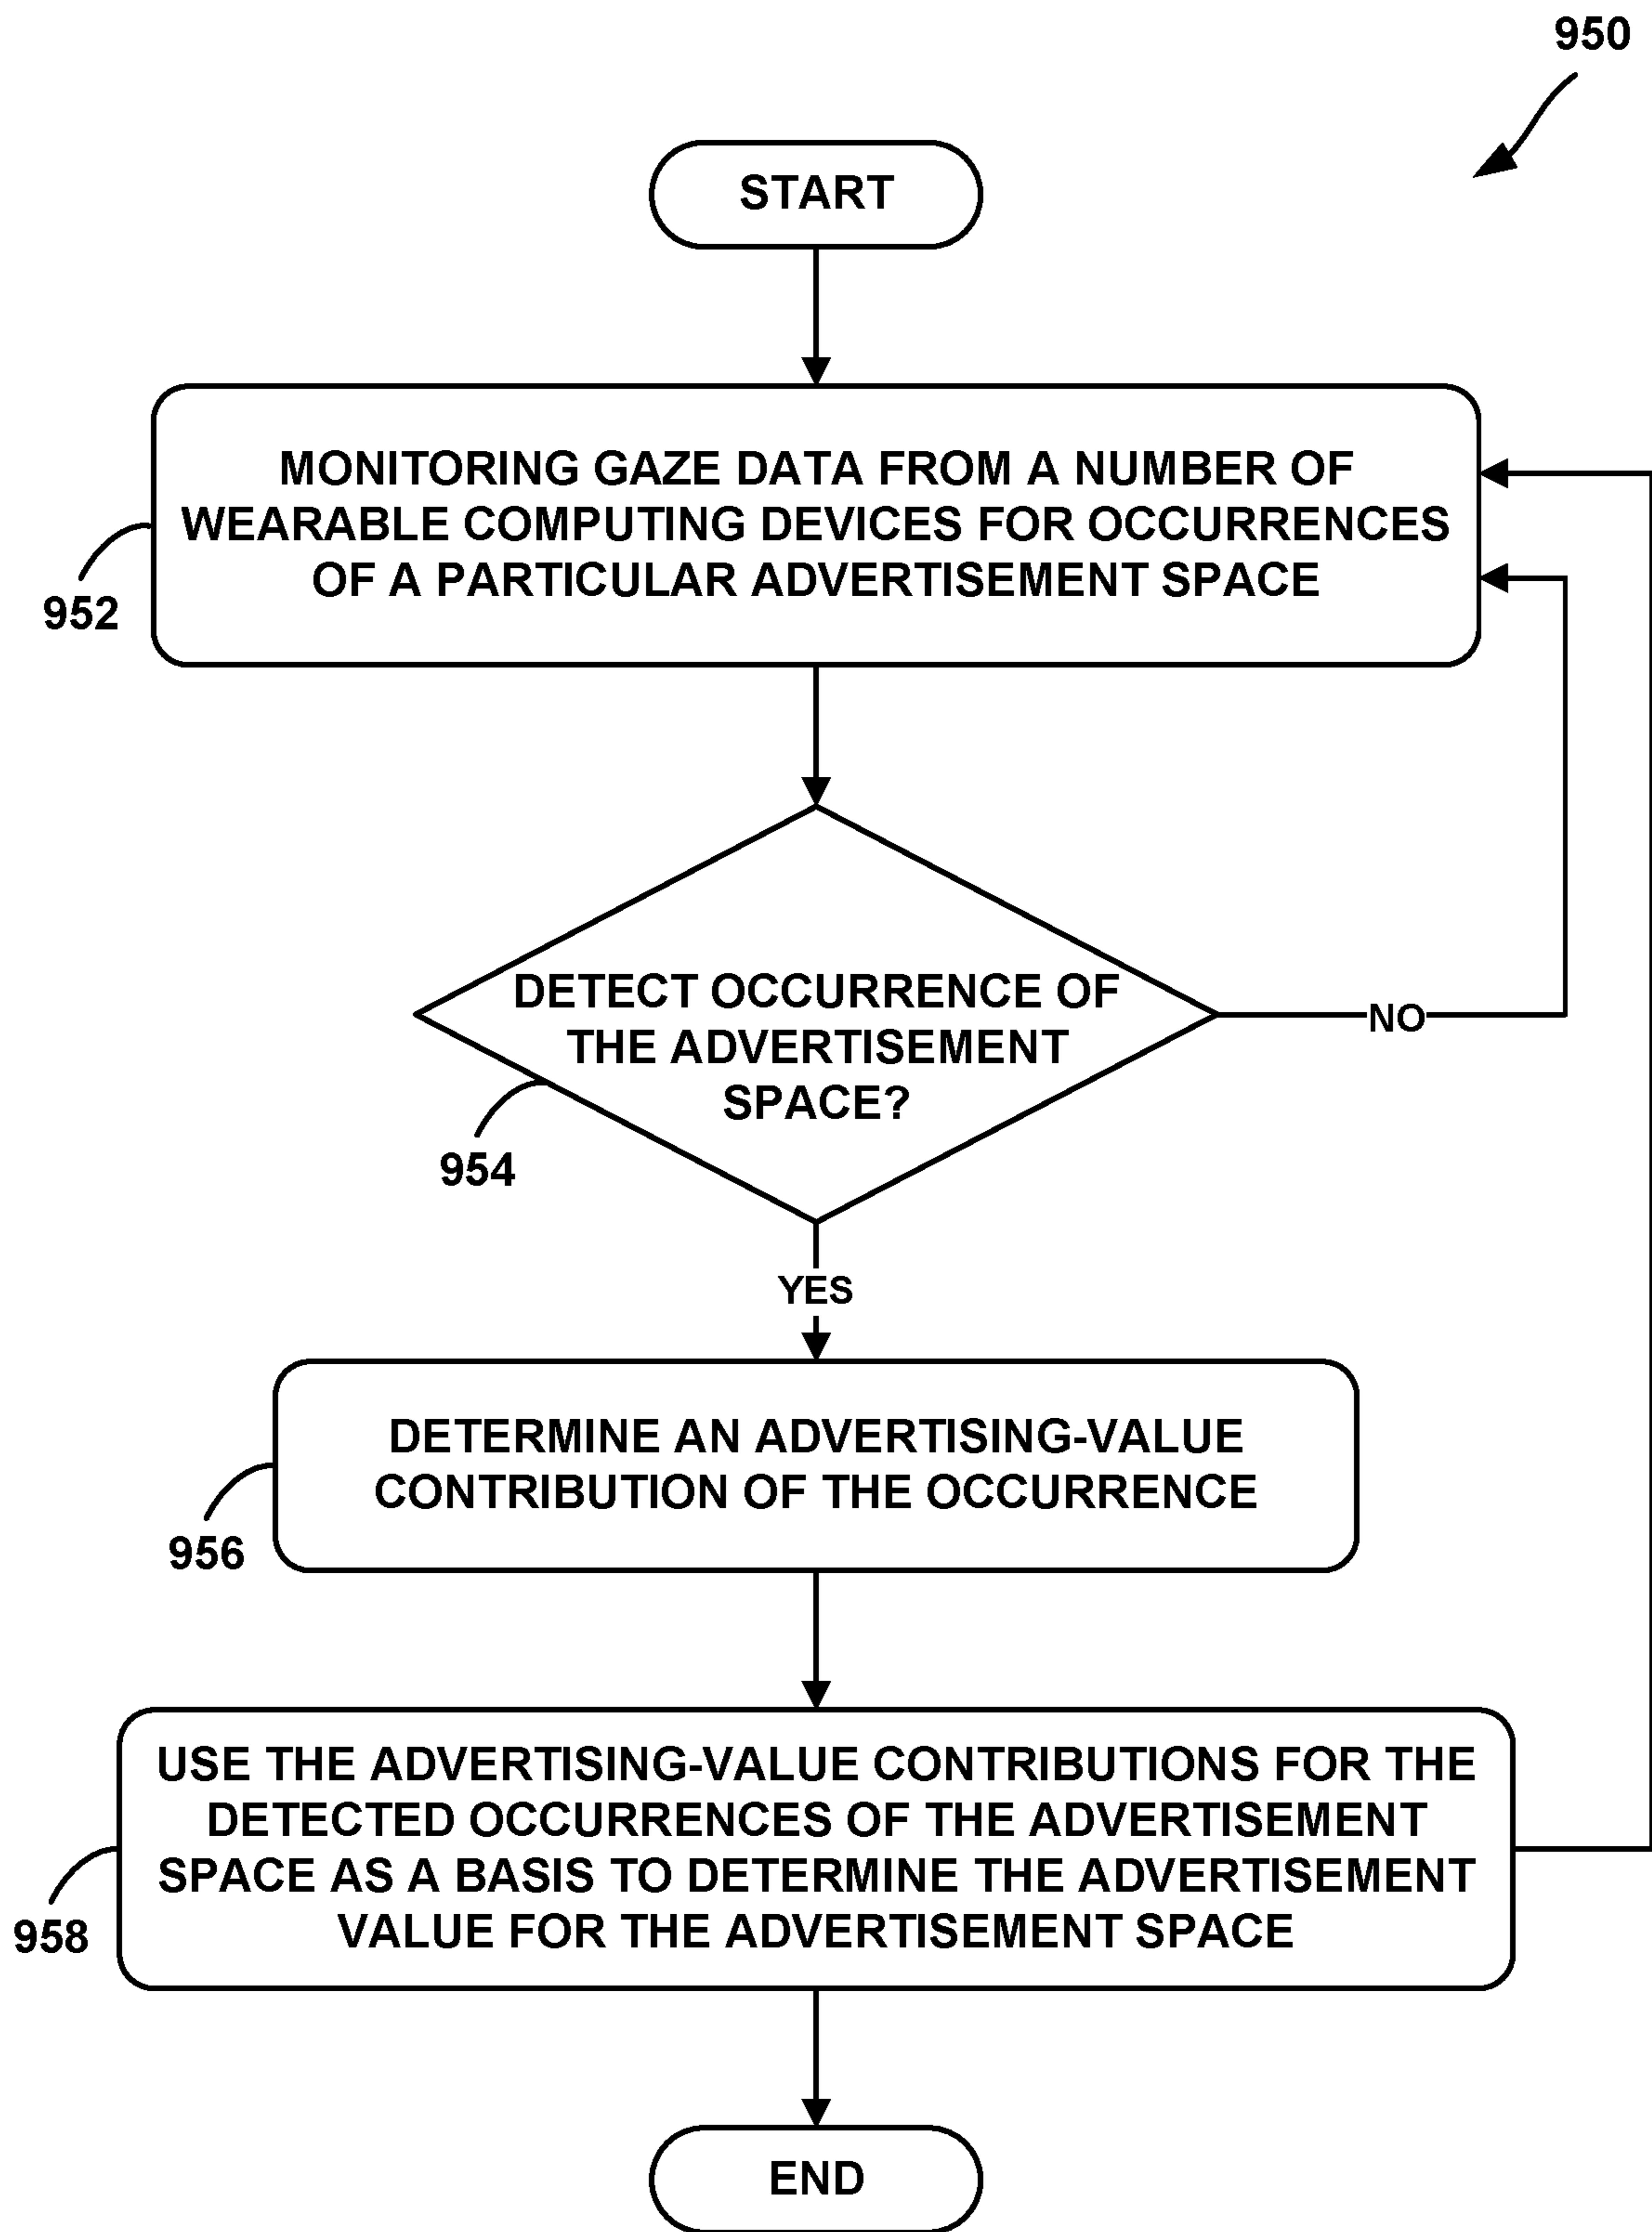 950
START
MONITORING GAZE DATA FROM A NUMBER OF
WEARABLE COMPUTING DEVICES FOR OCCURRENCES
OF A PARTICULAR ADVERTISEMENT SPACE
952
DETECT OCCURRENCE OF
THE ADVERTISEMENT
SPACE?
NO
954
YES
DETERMINE AN ADVERTISING-VALUE
CONTRIBUTION OF THE OCCURRENCE
956
USE THE ADVERTISING-VALUE CONTRIBUTIONS FOR THE
DETECTED OCCURRENCES OF THE ADVERTISEMENT
SPACE AS A BASIS TO DETERMINE THE ADVERTISEMENT
VALUE FOR THE ADVERTISEMENT SPACE
958
END